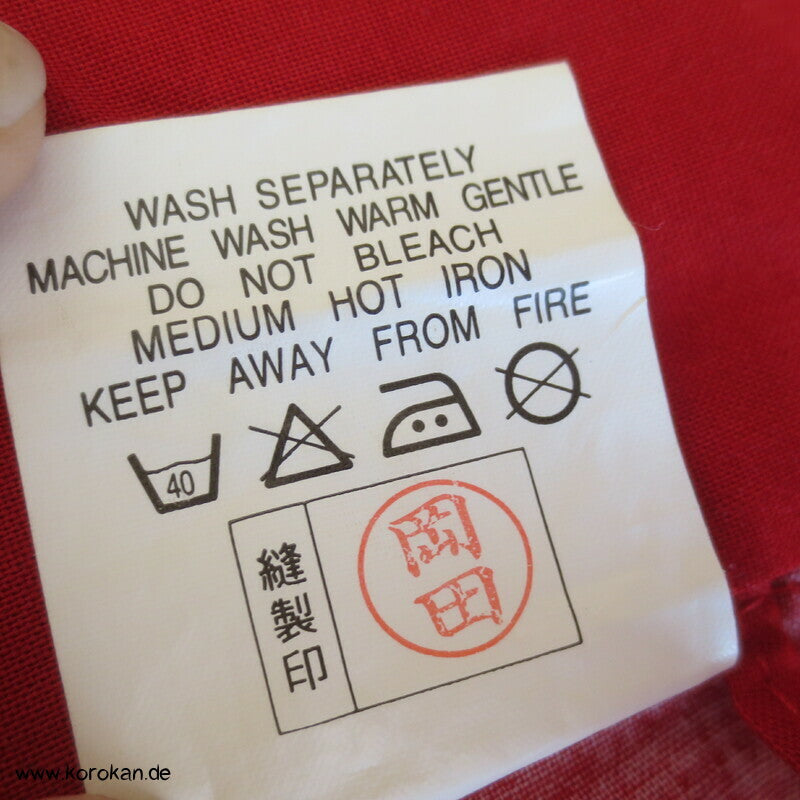 WASH SEPARATELY
MACHINE WASH WARM GENTLE
DO NOT BLEACH
MEDIUM HOT IRON
KEEP AWAY FROM FIRE
40
縫製印
岡田
www.korokan.de